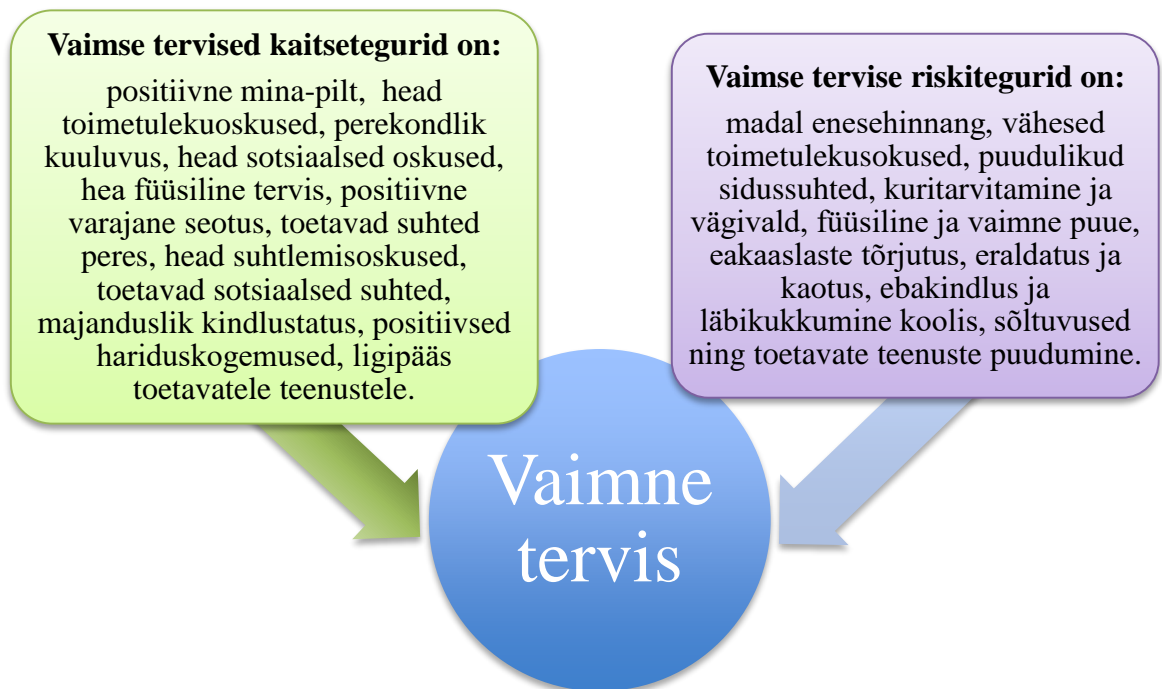 Vaimse tervised kaitsetegurid on:
positiivne mina-pilt, head
toimetulekuoskused, perekondlik
kuuluvus, head sotsiaalsed oskused,
hea füüsiline tervis, positiivne
varajane seotus, toetavad suhted
peres, head suhtlemisoskused,
toetavad sotsiaalsed suhted,
majanduslik kindlustatus, positiivsed
hariduskogemused, ligipääs
toetavatele teenustele.
Vaimse tervise riskitegurid on:
madal enesehinnang, vähesed
toimetulekusokused, puudulikud
sidussuhted, kuritarvitamine ja
vägivald, füüsiline ja vaimne puue,
eakaaslaste tõrjutus, eraldatus ja
kaotus, ebakindlus ja
läbikukkumine koolis, sõltuvused
ning toetavate teenuste puudumine.
Vaimne
tervis